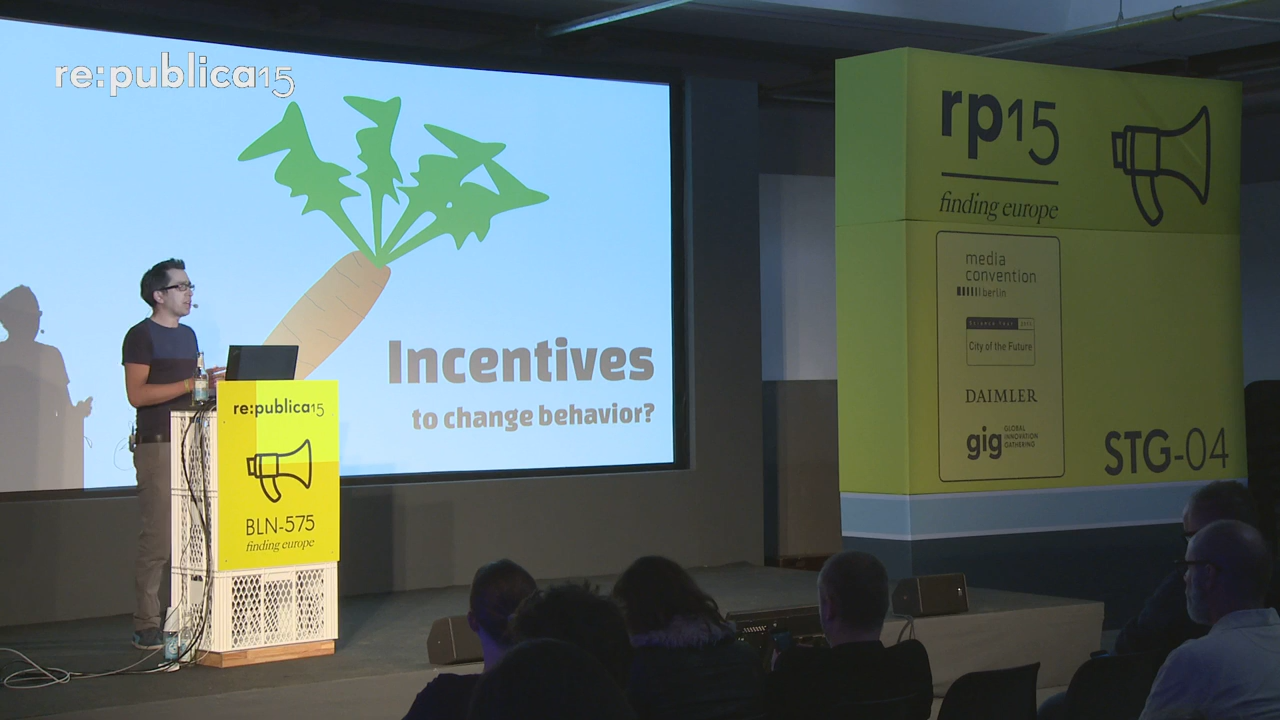 re:publica15
Incentives
to change behavior?
re:publica15
BLN-575
finding europe
rp15
finding europe
media
convention
berlin
City of the Future
DAIMLER
gig GLOBAL
INNOVATION
GATHERING
STG-04